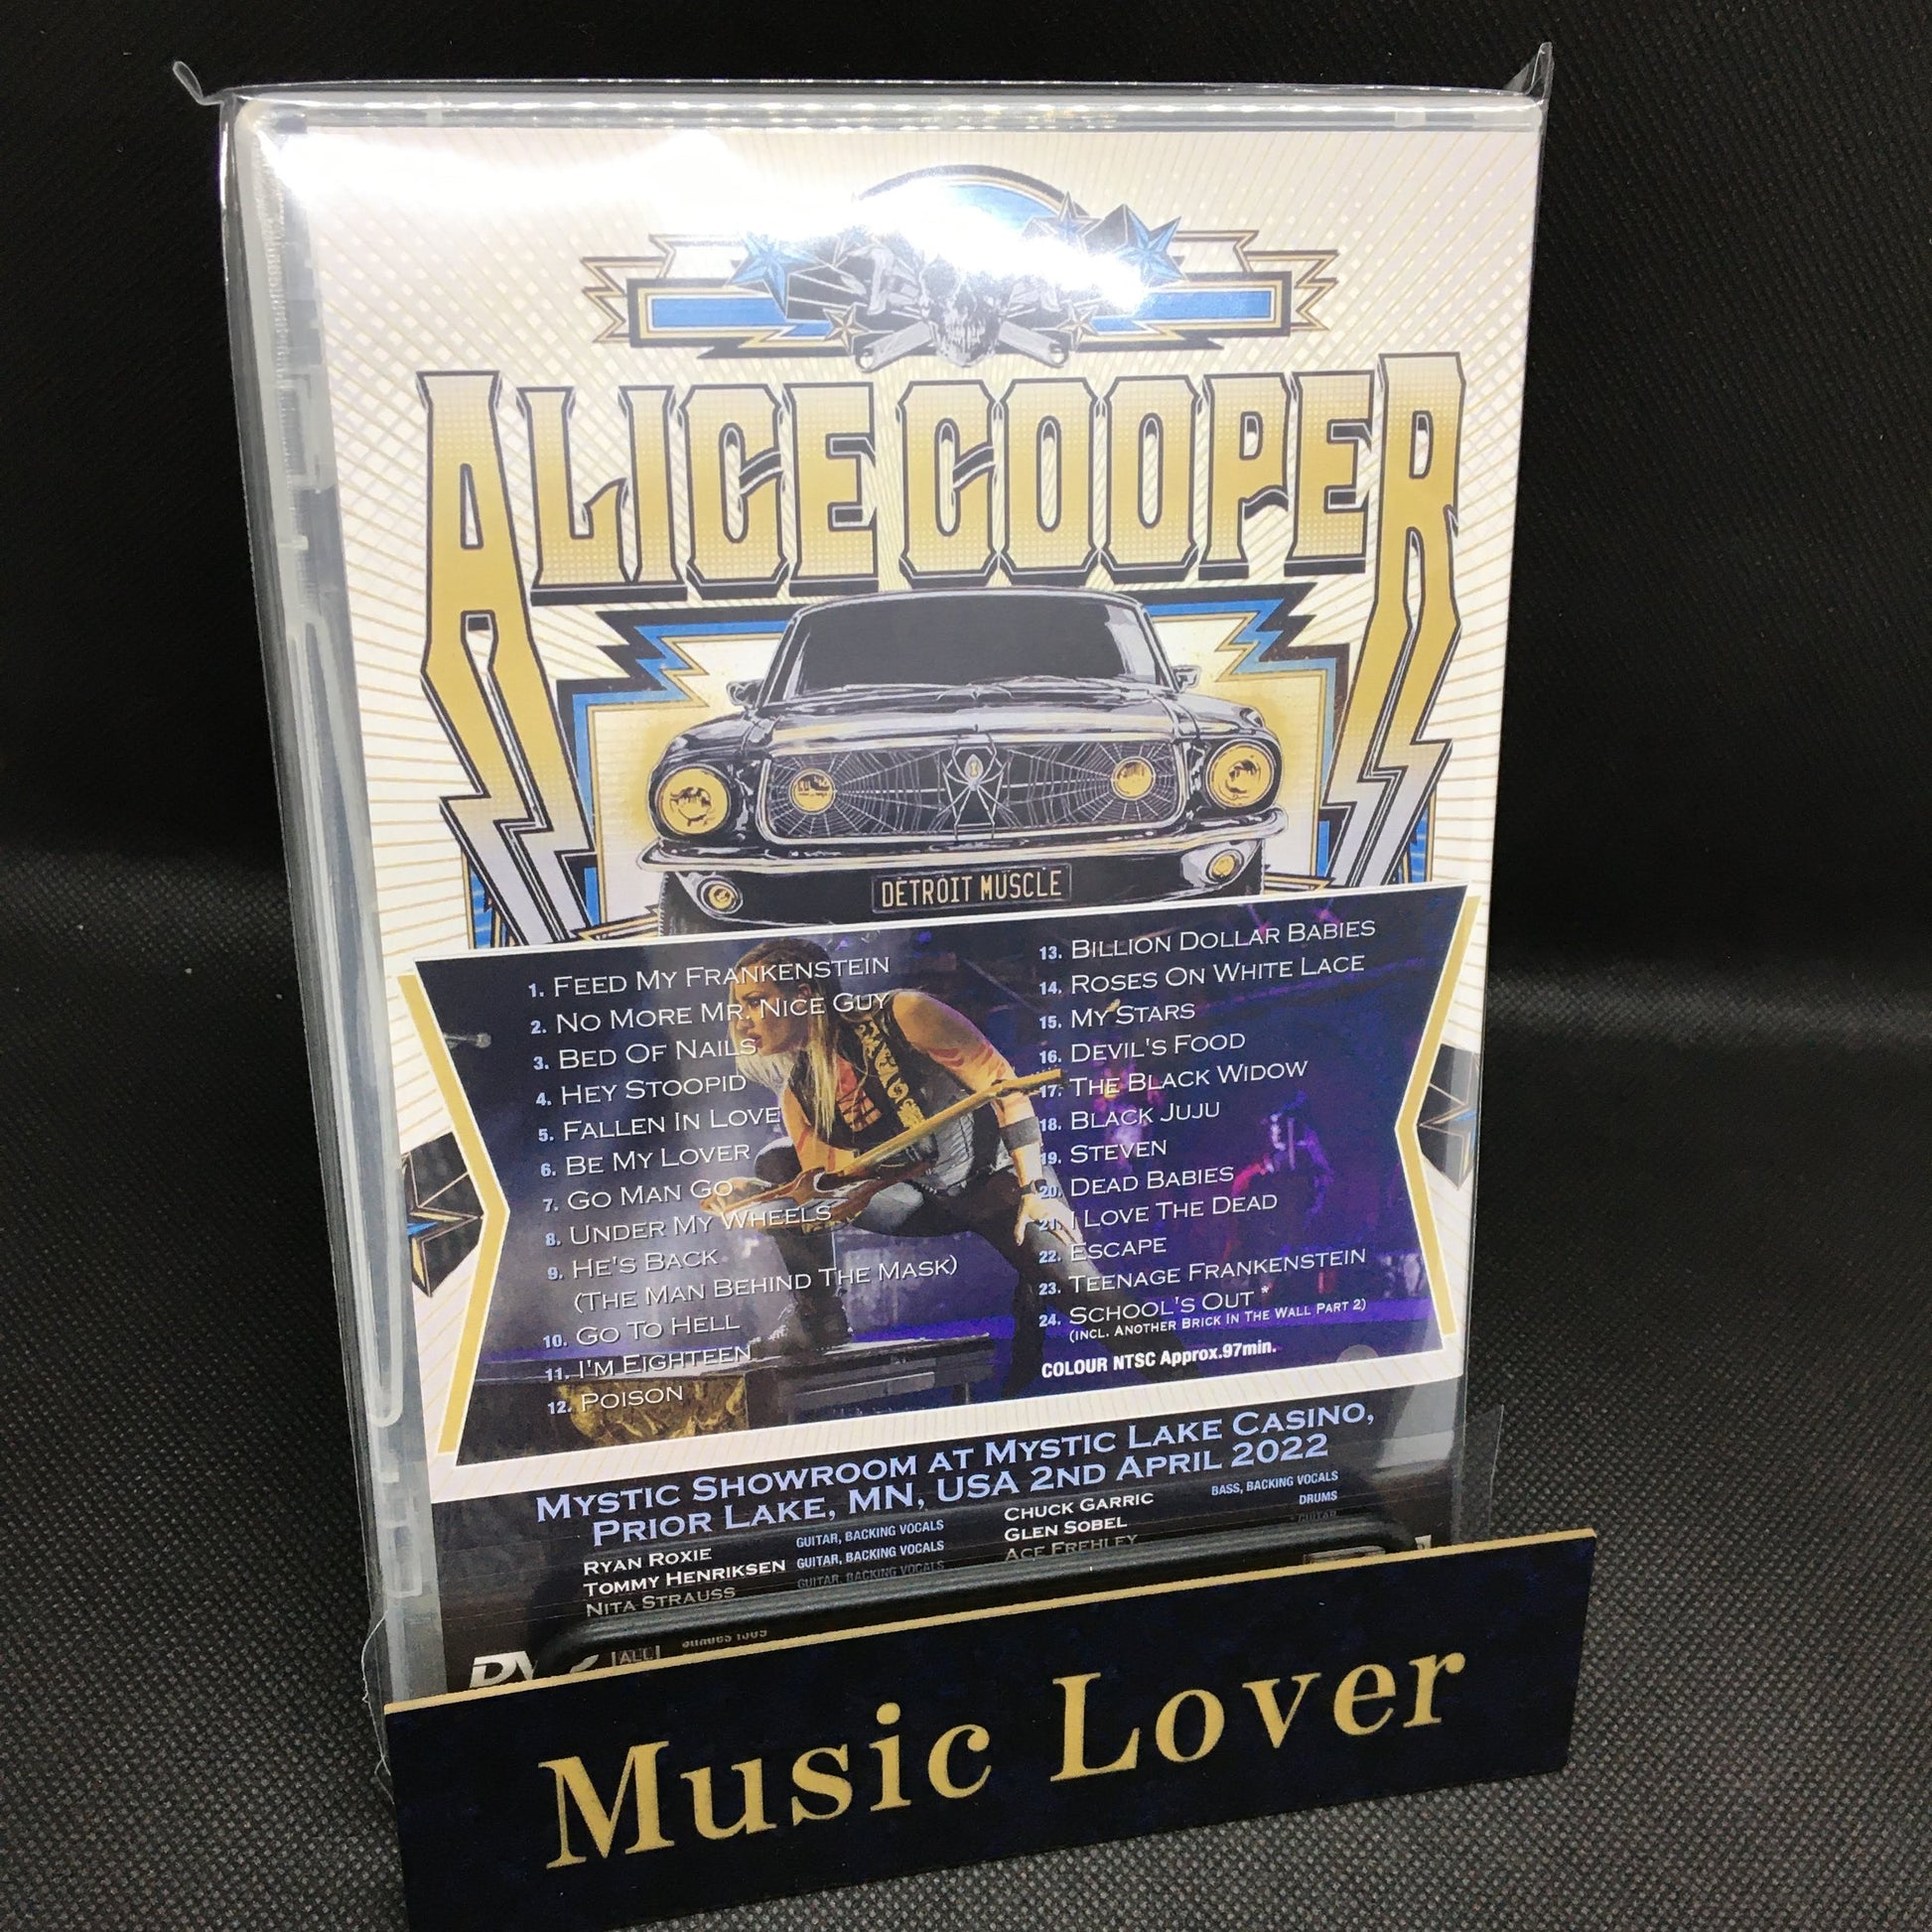 ALICE COOPER
DETROIT MUSCLE
1. FEED MY FRANKENSTEIN
2. NO MORE MR. NICE GUY
3. BED OF NAILS
4. HEY STOOPID
5. FALLEN IN LOVE
6. BE MY LOVER
7. GO MAN GO
8. UNDER MY WHEELS
9. HE'S BACK
(THE MAN BEHIND THE MASK)
10. GO TO HELL
11. I'M EIGHTEEN
12. POISON
13. BILLION DOLLAR BABIES
14. ROSES ON WHITE LACE
15. MY STARS
16. DEVIL'S FOOD
17. THE BLACK WIDOW
18. BLACK JUJU
19. STEVEN
20. DEAD BABIES
21. I LOVE THE DEAD
22. ESCAPE
23. TEENAGE FRANKENSTEIN
24. SCHOOL'S OUT *
(INCL. ANOTHER BRICK IN THE WALL PART 2)
COLOUR NTSC Approx.97min.
MYSTIC SHOWROOM AT MYSTIC LAKE CASINO,
PRIOR LAKE, MN, USA 2ND APRIL 2022
RYAN ROXIE GUITAR, BACKING VOCALS
TOMMY HENRIKSEN GUITAR, BACKING VOCALS
NITA STRAUSS GUITAR, BACKING VOCALS
CHUCK GARRIC BASS, BACKING VOCALS
GLEN SOBEL DRUMS
ACE FREHLEY GUITAR
ALL
Music Lover